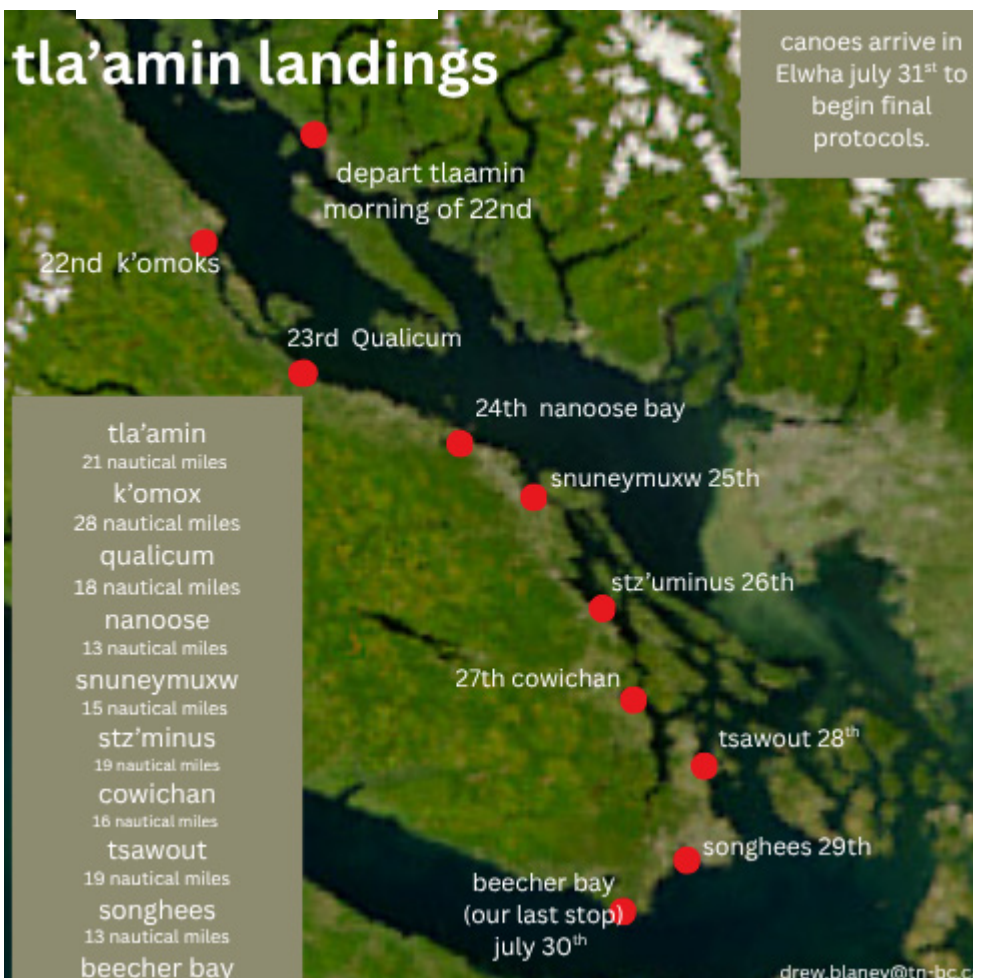 tla'amin landings
canoes arrive in
Elwha july 31st to
begin final
protocols.
depart tlaamin
morning of 22nd
22nd k'omoks
23rd Qualicum
24th nanoose bay
snuneymuxw 25th
stz'uminus 26th
27th cowichan
tsawout 28th
songhees 29th
beecher bay
(our last stop)
july 30th
tla'amin
21 nautical miles
k'omox
28 nautical miles
qualicum
18 nautical miles
nanoose
13 nautical miles
snuneymuxw
15 nautical miles
stz'minus
19 nautical miles
cowichan
16 nautical miles
tsawout
19 nautical miles
songhees
13 nautical miles
beecher bay
drew.blaney@tn-bc.c